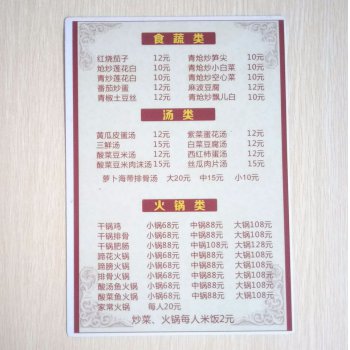 食蔬类
红烧茄子 12元 青炝炒笋尖 10元
炝炒莲花白 10元 青炝炒小白菜 10元
青炒莲花白 10元 青炝炒空心菜 10元
番茄炒蛋 12元 麻波豆腐 12元
青椒土豆丝 12元 青炝炒瓢儿白 10元
汤类
黄瓜皮蛋汤 12元 紫菜蛋花汤 12元
三鲜汤 15元 白菜豆腐汤 12元
酸菜豆米汤 12元 西红柿蛋汤 12元
酸菜豆米肉沫汤 15元 丝瓜肉片汤 15元
萝卜海带排骨汤 大20元 中15元 小10元
火锅类
干锅鸡 小锅68元 中锅88元 大锅108元
干锅排骨 小锅68元 中锅88元 大锅108元
干锅肥肠 小锅68元 中锅88元 大锅108元
蹄花火锅 小锅68元 中锅88元 大锅108元
蹄膀火锅 小锅68元 中锅88元 大锅108元
排骨火锅 小锅68元 中锅88元 大锅108元
酸汤鱼火锅 小锅68元 中锅88元 大锅108元
酸菜鱼火锅 小锅68元 中锅88元 大锅108元
家常火锅 每人20元
炒菜、火锅每人米饭2元